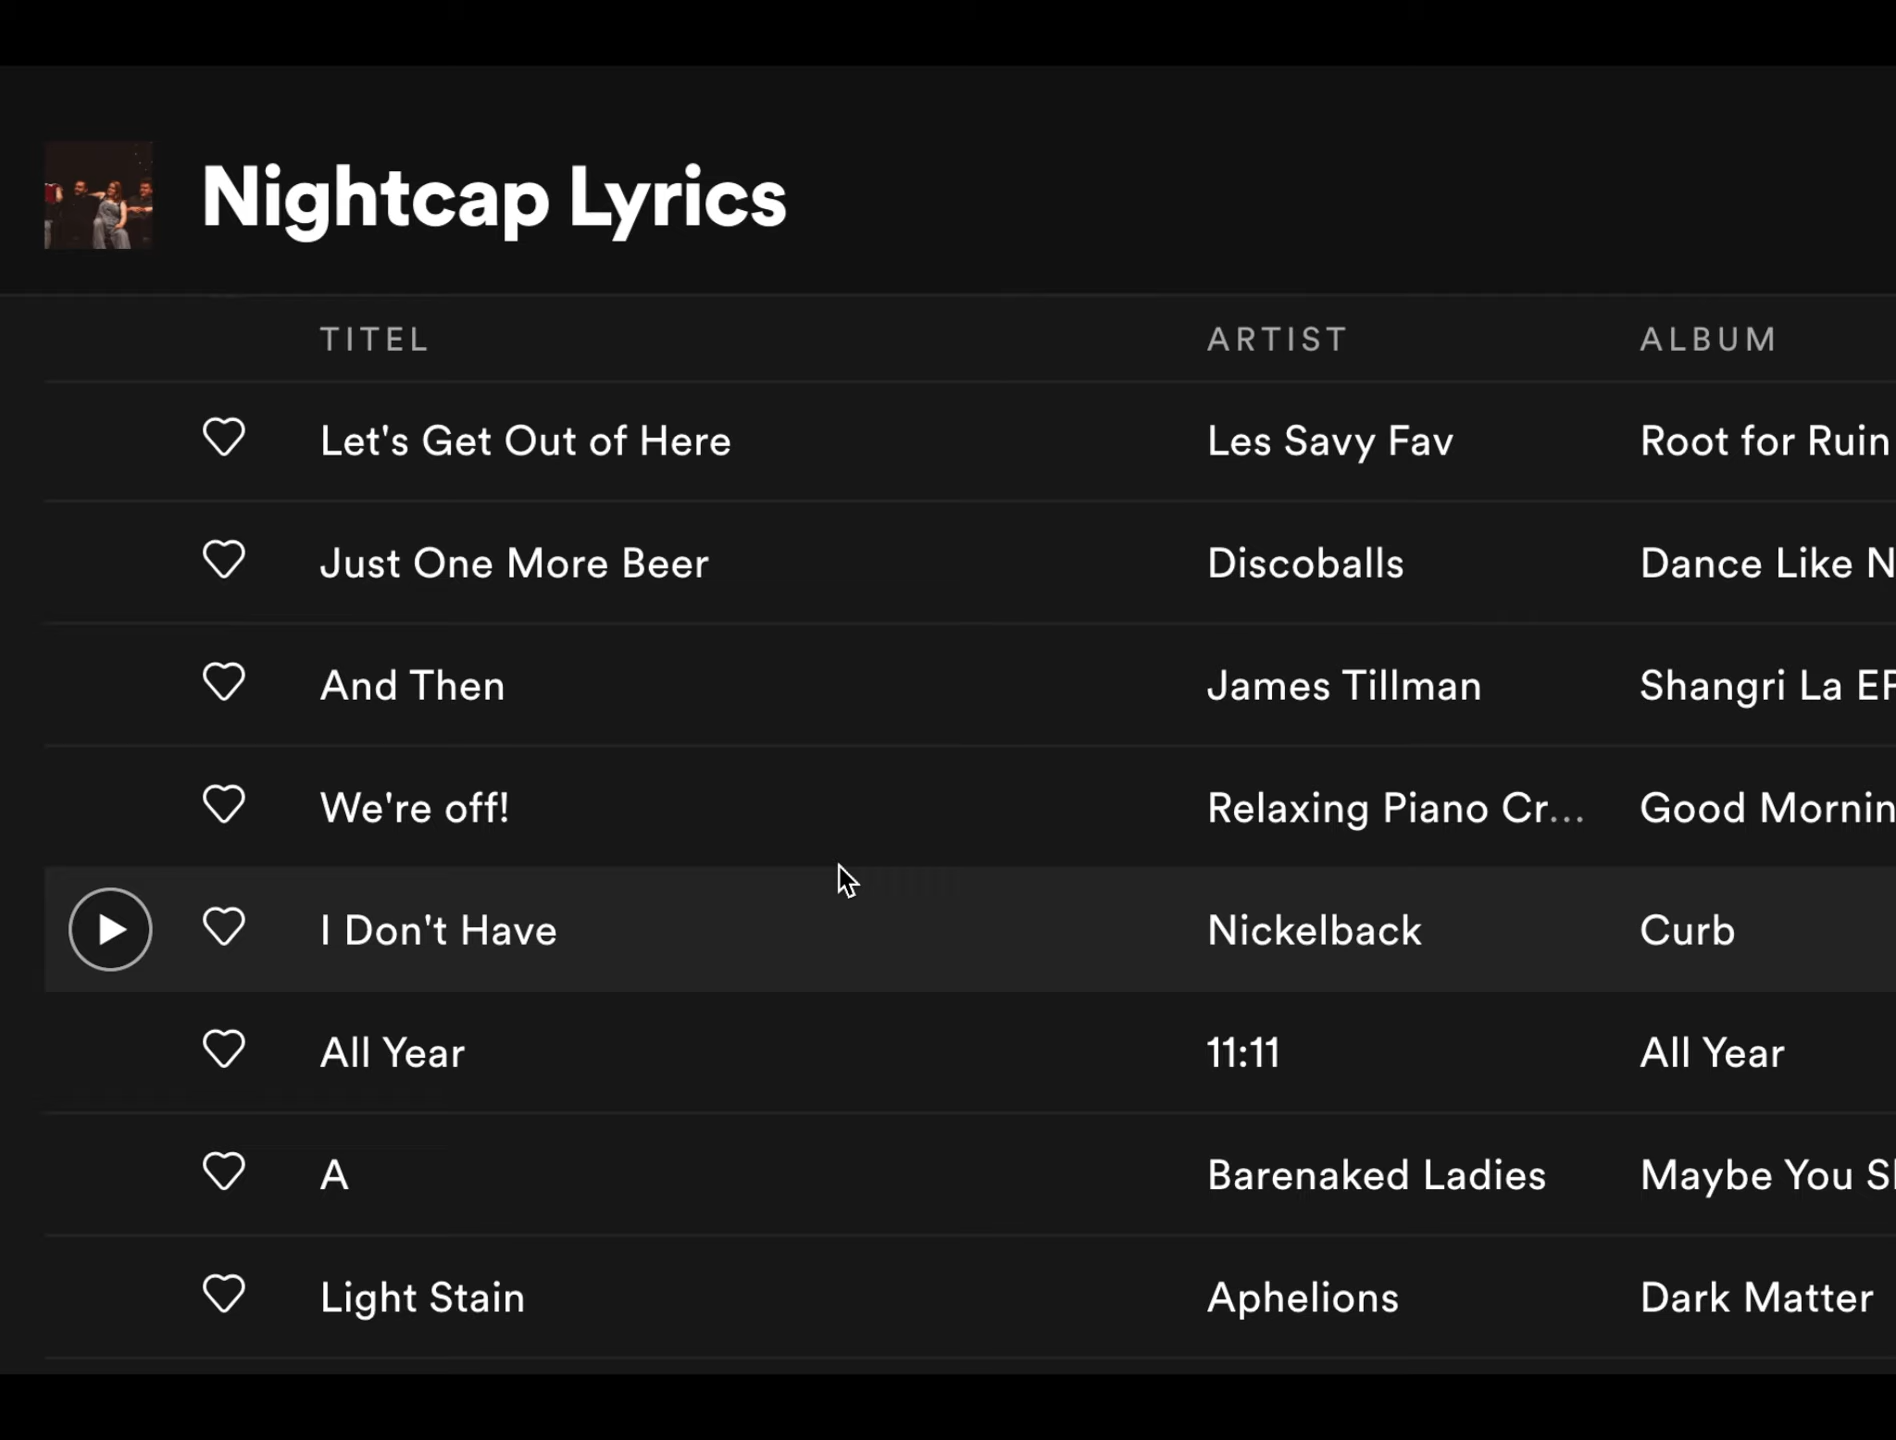 Nightcap Lyrics
TITEL ARTIST ALBUM
Let's Get Out of Here Les Savy Fav Root for Ruin
Just One More Beer Discoballs Dance Like N
And Then James Tillman Shangri La EP
We're off! Relaxing Piano Cr... Good Mornin
I Don't Have Nickelback Curb
All Year 11:11 All Year
A Barenaked Ladies Maybe You Sh
Light Stain Aphelions Dark Matter